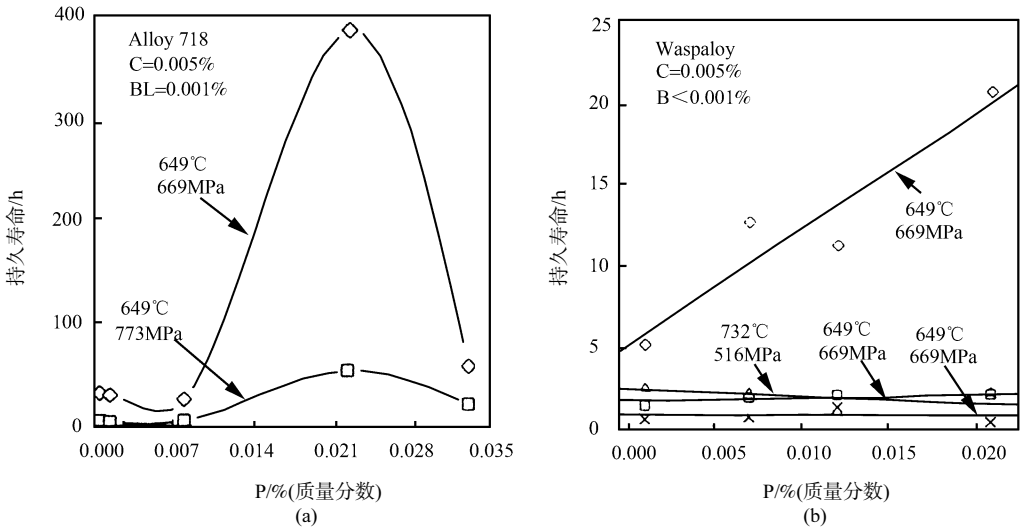 400
300
200
100
0
持久寿命/h
Alloy 718
C=0.005%
BL=0.001%
649℃
669MPa
649℃
773MPa
0.000 0.007 0.014 0.021 0.028 0.035
P/%(质量分数)
(a)
25
20
15
10
5
0
持久寿命/h
Waspaloy
C=0.005%
B＜0.001%
649℃
669MPa
732℃
516MPa
649℃
669MPa
649℃
669MPa
0.000 0.005 0.010 0.015 0.020
P/%(质量分数)
(b)